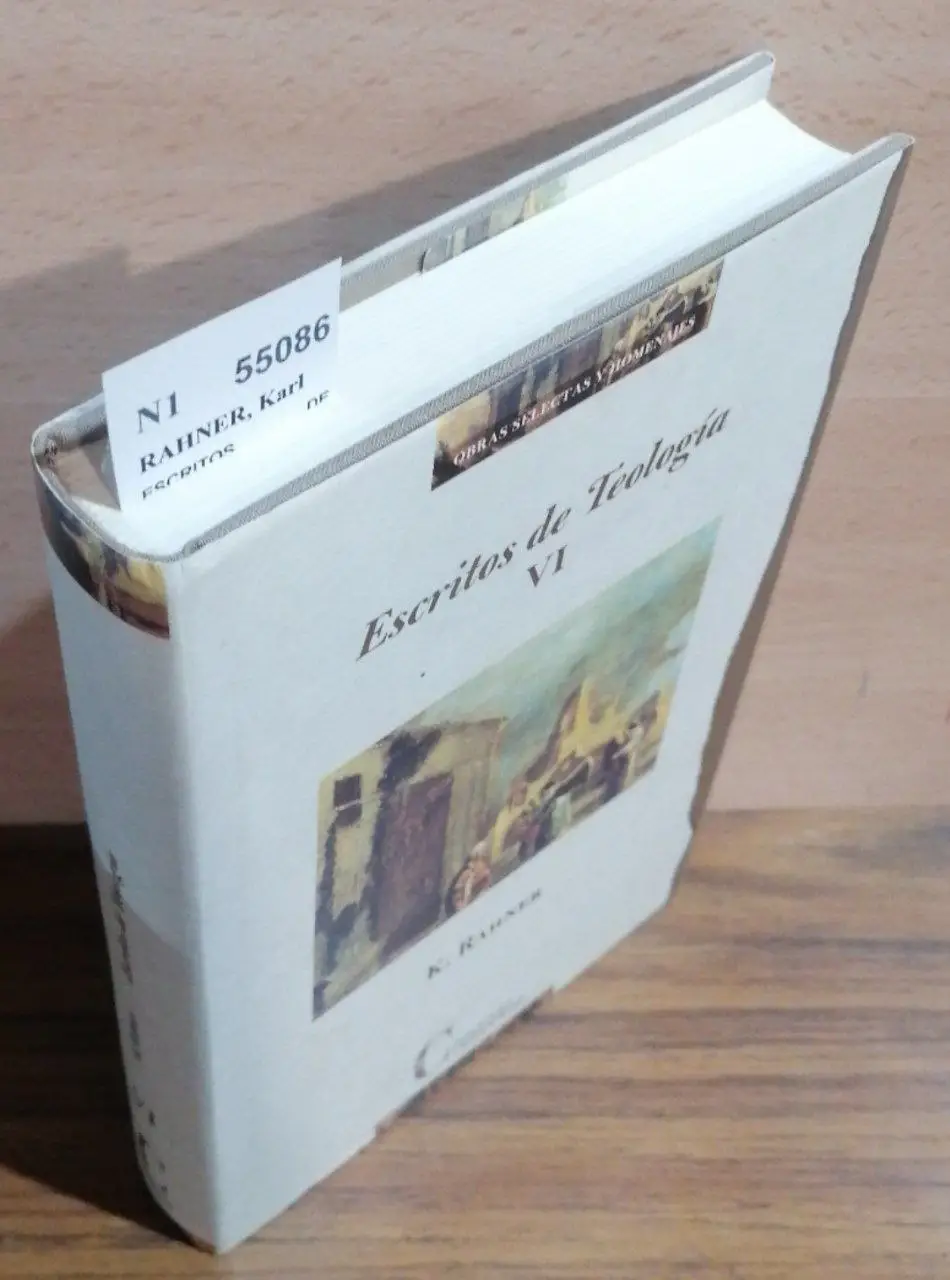 N1 55086
RAHNER, Karl
ESCRITOS DE
OBRAS SELECTAS Y HOMENAJES
Escritos de Teología
VI
K. RAHNER